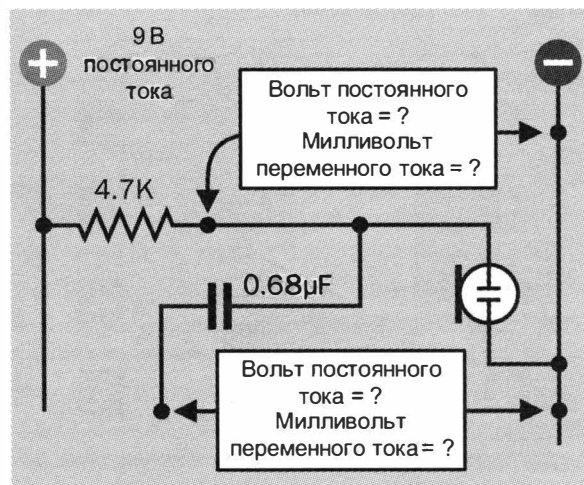 +
9 В
постоянного
тока
−
Вольт постоянного
тока = ?
Милливольт
переменного тока = ?
4.7K
0.68µF
Вольт постоянного
тока = ?
Милливольт
переменного тока= ?